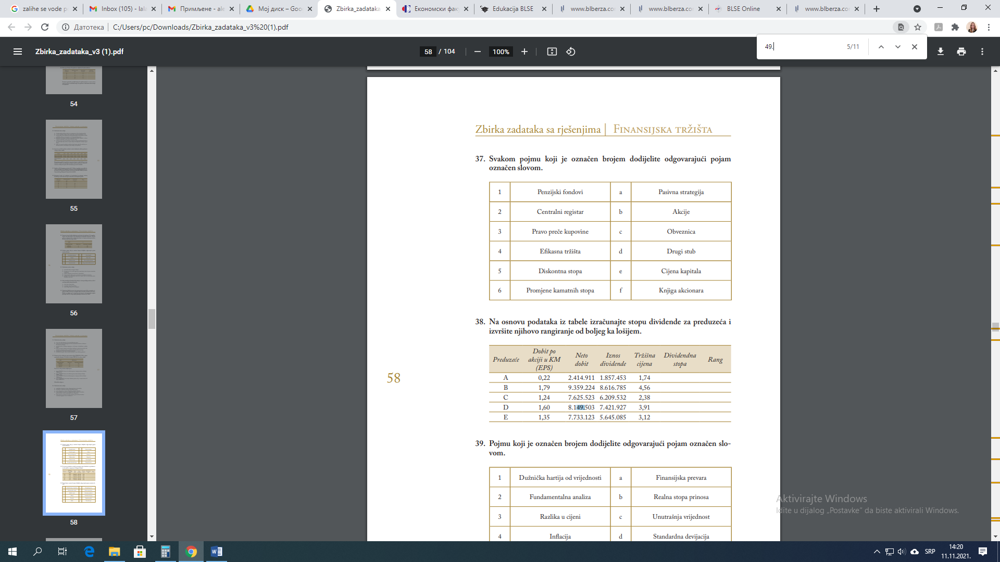 zalihe se vode p
Inbox (105) - lala
Примљене - ale
Мој диск – Goo
Zbirka_zadataka
Економски фак
Edukacija BLSE
www.blberza.co
www.blberza.co
BLSE Online
www.blberza.co
Датотека
C:/Users/pc/Downloads/Zbirka_zadataka_v3%20(1).pdf
Zbirka_zadataka_v3 (1).pdf
58 / 104
100%
49.
5/11
54
55
56
57
58
Zbirka zadataka sa rješenjima | FINANSIJSKA TRŽIŠTA
37. Svakom pojmu koji je označen brojem dodijelite odgovarajući pojam
označen slovom.
1 Penzijski fondovi a Pasivna strategija
2 Centralni registar b Akcije
3 Pravo preče kupovine c Obveznica
4 Efikasna tržišta d Drugi stub
5 Diskontna stopa e Cijena kapitala
6 Promjene kamatnih stopa f Knjiga akcionara
38. Na osnovu podataka iz tabele izračunajte stopu dividende za preduzeća i
izvršite njihovo rangiranje od boljeg ka lošijem.
Preduzeće
Dobit po
akciji u KM
(EPS)
Neto
dobit
Iznos
dividende
Tržišna
cijena
Dividendna
stopa
Rang
A 0,22 2.414.911 1.857.453 1,74
B 1,79 9.359.224 8.616.785 4,56
C 1,24 7.625.523 6.209.532 2,38
D 1,60 8.149.503 7.421.927 3,91
E 1,35 7.733.123 5.645.085 3,12
58
39. Pojmu koji je označen brojem dodijelite odgovarajući pojam označen slo-
vom.
1 Dužnička hartija od vrijednosti a Finansijska prevara
2 Fundamentalna analiza b Realna stopa prinosa
3 Razlika u cijeni c Unutrašnja vrijednost
4 Inflacija d Standardna devijacija
Aktivirajte Windows
Idite u dijalog „Postavke” da biste aktivirali Windows.
SRP
14:20
11.11.2021.